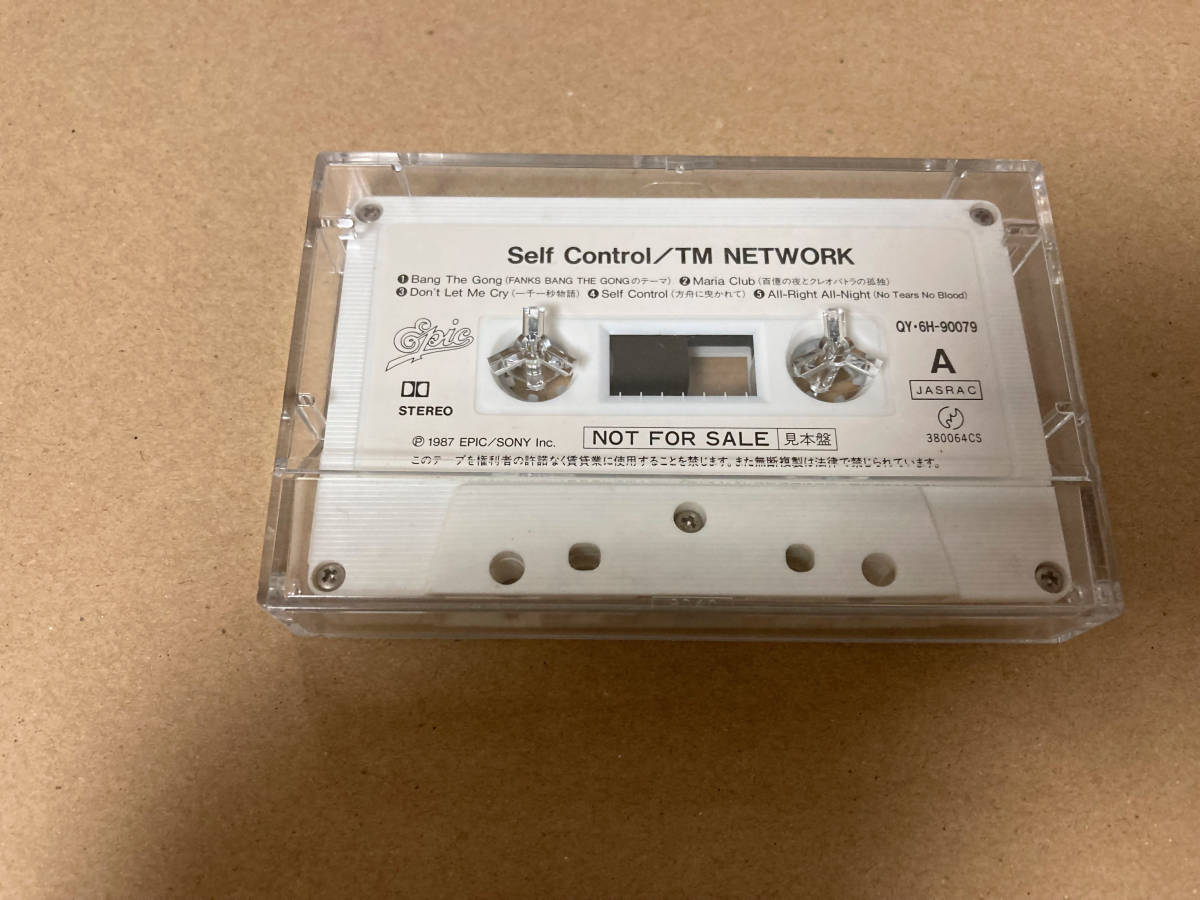 Self Control/TM NETWORK
❶Bang The Gong(FANKS BANG THE GONGのテーマ) ❷Maria Club(百億の夜とクレオパトラの孤独)
❸Don't Let Me Cry(一千一秒物語) ❹Self Control(方舟に曳かれて) ❺All-Right All-Night(No Tears No Blood)
Epic
QY・6H-90079
A
JASRAC
STEREO
380064CS
Ⓟ 1987 EPIC/SONY Inc. NOT FOR SALE 見本盤
このテープを権利者の許諾なく賃貸業に使用することを禁じます。また無断複製は法律で禁じられています。